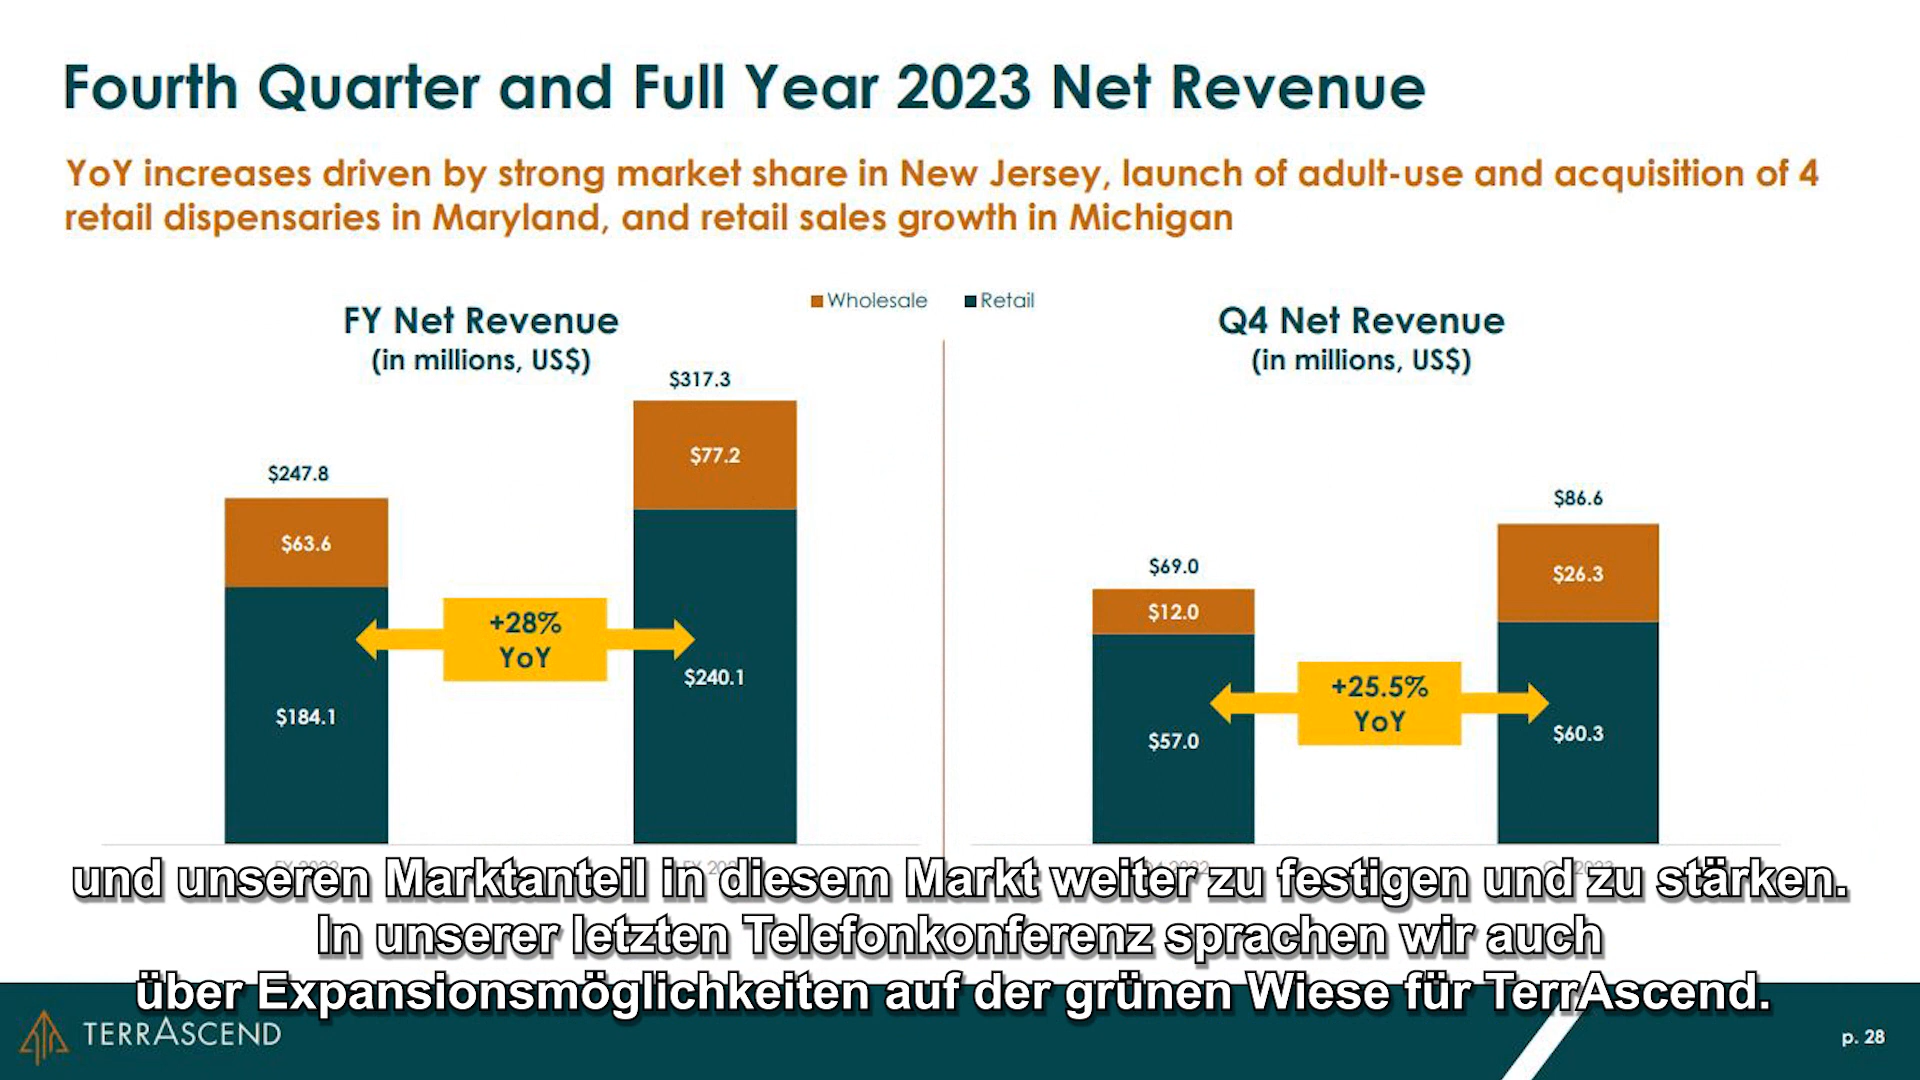 Fourth Quarter and Full Year 2023 Net Revenue
YoY increases driven by strong market share in New Jersey, launch of adult-use and acquisition of 4
retail dispensaries in Maryland, and retail sales growth in Michigan
Wholesale
Retail
FY Net Revenue
(in millions, US$)
$317.3
$77.2
$247.8
$63.6
+28%
YoY
$240.1
$184.1
Q4 Net Revenue
(in millions, US$)
$86.6
$69.0
$26.3
$12.0
+25.5%
YoY
$60.3
$57.0
und unseren Marktanteil in diesem Markt weiter zu festigen und zu stärken.
In unserer letzten Telefonkonferenz sprachen wir auch
über Expansionsmöglichkeiten auf der grünen Wiese für TerrAscend.
TERRASCEND
p. 28